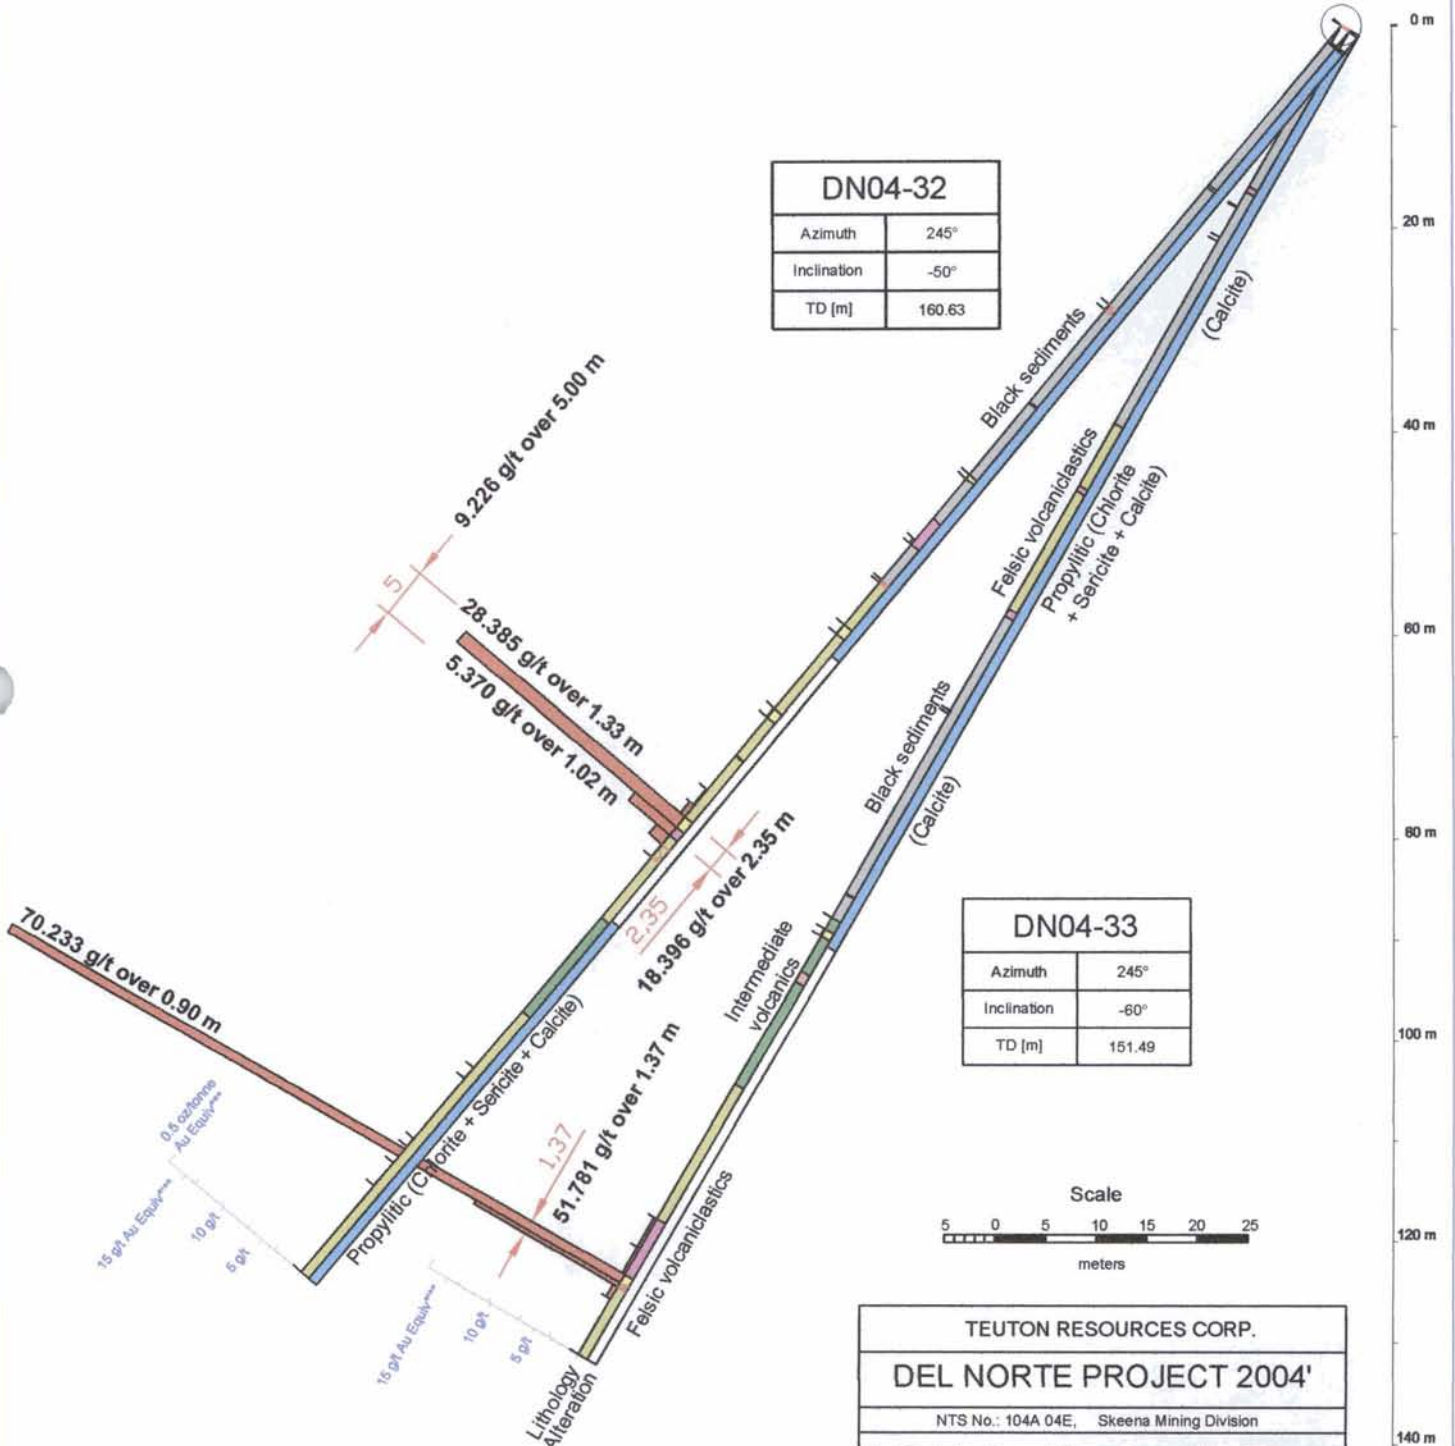 0 m
20 m
40 m
60 m
80 m
100 m
120 m
140 m
DN04-32
Azimuth 245°
Inclination -50°
TD [m] 160.63
Black sediments
(Calcite)
Felsic volcaniclastics
Propylitic (Chlorite
+ Sericite + Calcite)
9.226 g/t over 5.00 m
5
28.385 g/t over 1.33 m
5.370 g/t over 1.02 m
Black sediments
(Calcite)
2,35
18.396 g/t over 2.35 m
DN04-33
Azimuth 245°
Inclination -60°
TD [m] 151.49
Intermediate
volcanics
70.233 g/t over 0.90 m
Propylitic (Chlorite + Sericite + Calcite)
1,37
51.781 g/t over 1.37 m
0.5 oz/tonne
Au Equiv****
15 g/t Au Equiv****
10 g/t
5 g/t
15 g/t Au Equiv****
10 g/t
5 g/t
Felsic volcaniclastics
Lithology
Alteration
Scale
5 0 5 10 15 20 25
meters
TEUTON RESOURCES CORP.
DEL NORTE PROJECT 2004'
NTS No.: 104A 04E, Skeena Mining Division